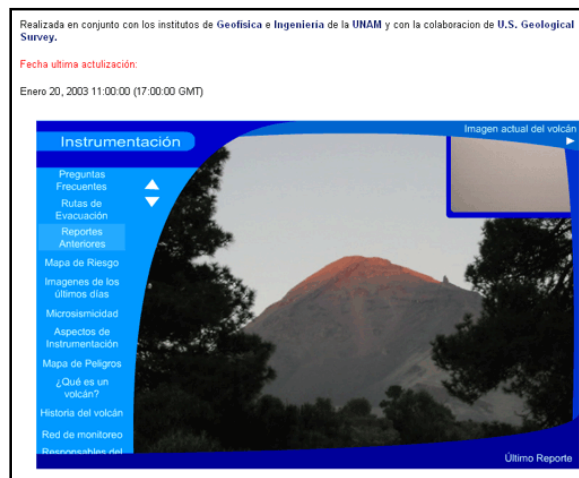 Realizada en conjunto con los institutos de Geofísica e Ingeniería de la UNAM y con la colaboracion de U.S. Geological
Survey.
Fecha ultima actulización:
Enero 20, 2003 11:00:00 (17:00:00 GMT)
Imagen actual del volcán
Instrumentación
Preguntas
Frecuentes
Rutas de
Evacuación
Reportes
Anteriores
Mapa de Riesgo
Imagenes de los
últimos días
Microsismicidad
Aspectos de
Instrumentación
Mapa de Peligros
¿Qué es un
volcán?
Historia del volcán
Red de monitoreo
Responsables del
Último Reporte